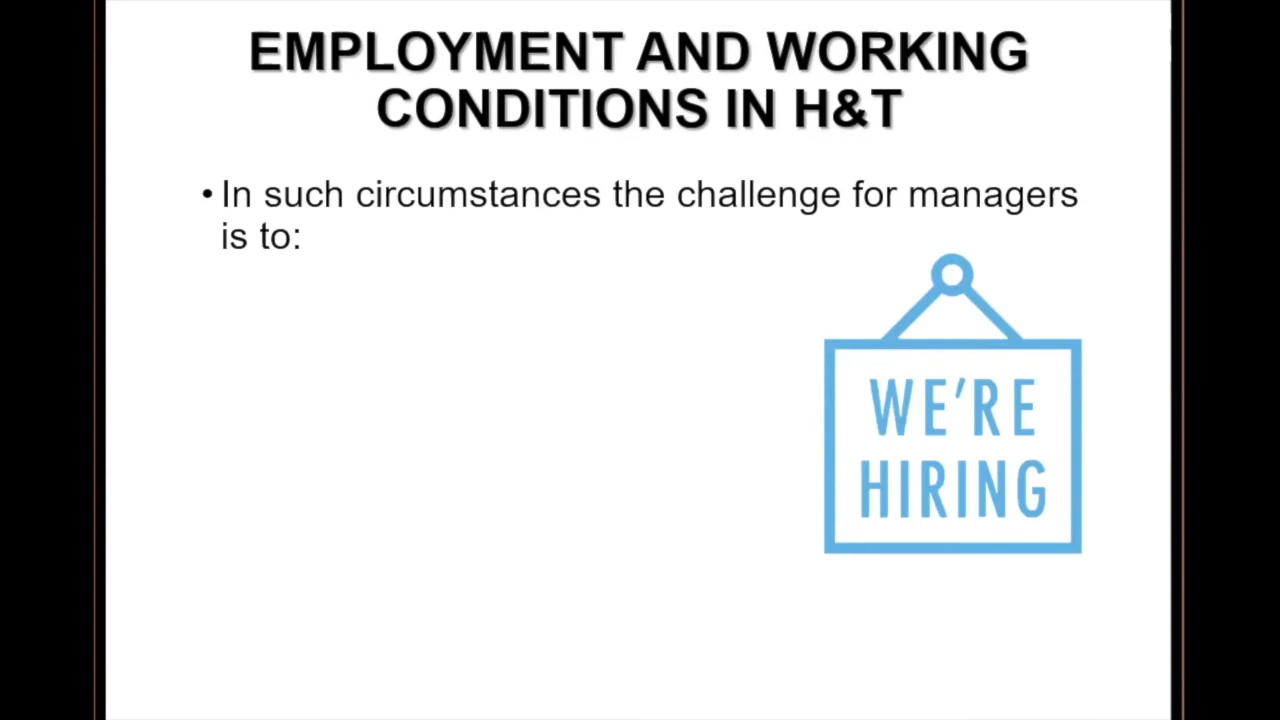 EMPLOYMENT AND WORKING
CONDITIONS IN H&T
• In such circumstances the challenge for managers
is to:
WE'RE
HIRING